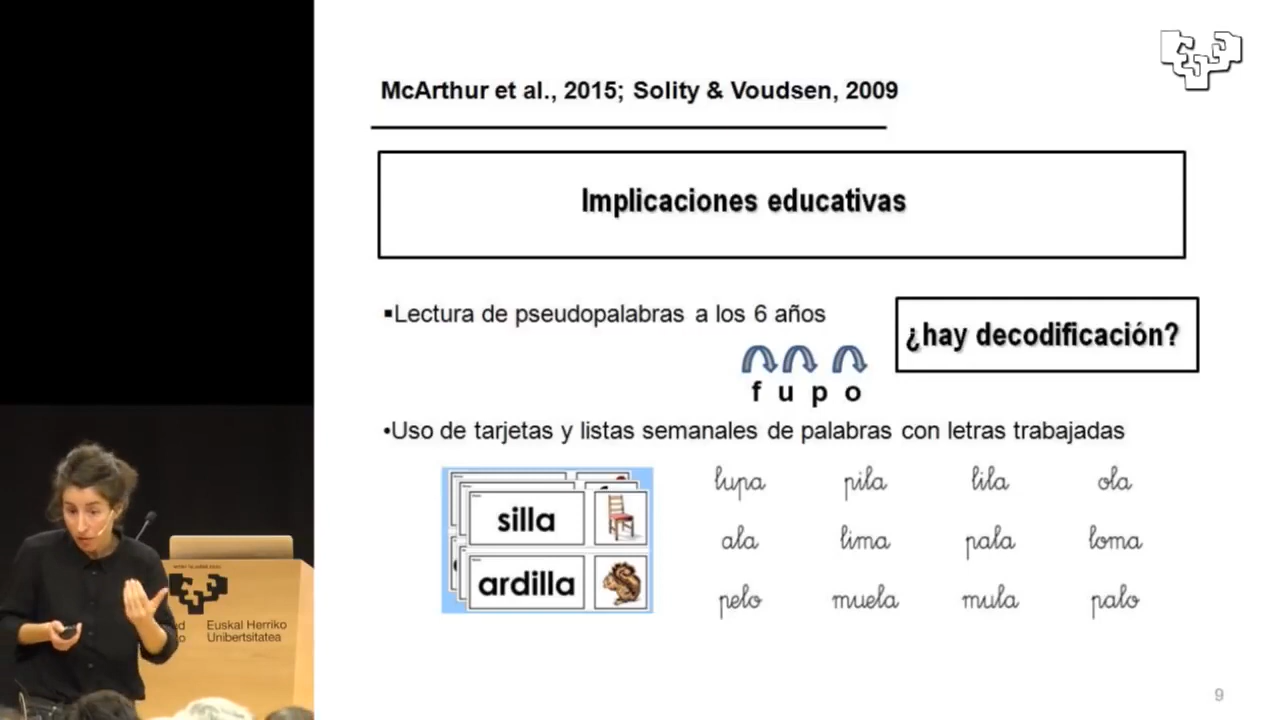 McArthur et al., 2015; Solity & Voudsen, 2009
Implicaciones educativas
▪Lectura de pseudopalabras a los 6 años
¿hay decodificación?
f u p o
•Uso de tarjetas y listas semanales de palabras con letras trabajadas
silla
ardilla
lupa pila lila ola
ala lima pala loma
pelo muela mula palo
Euskal Herriko
Unibertsitatea
9